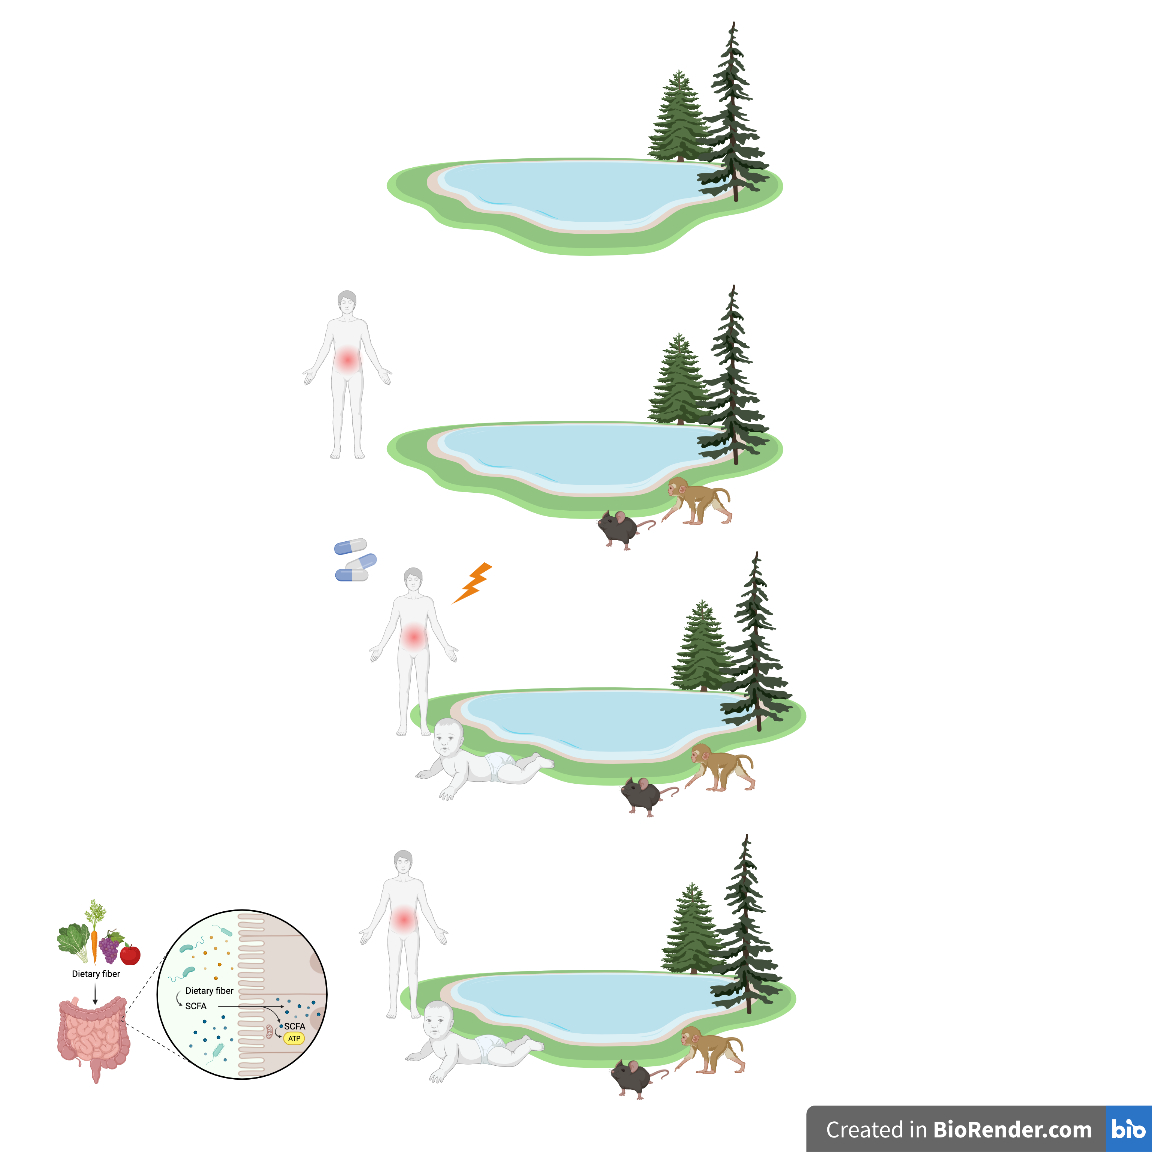 Dietary fiber
Dietary fiber
SCFA
SCFA
ATP
Created in BioRender.com bio